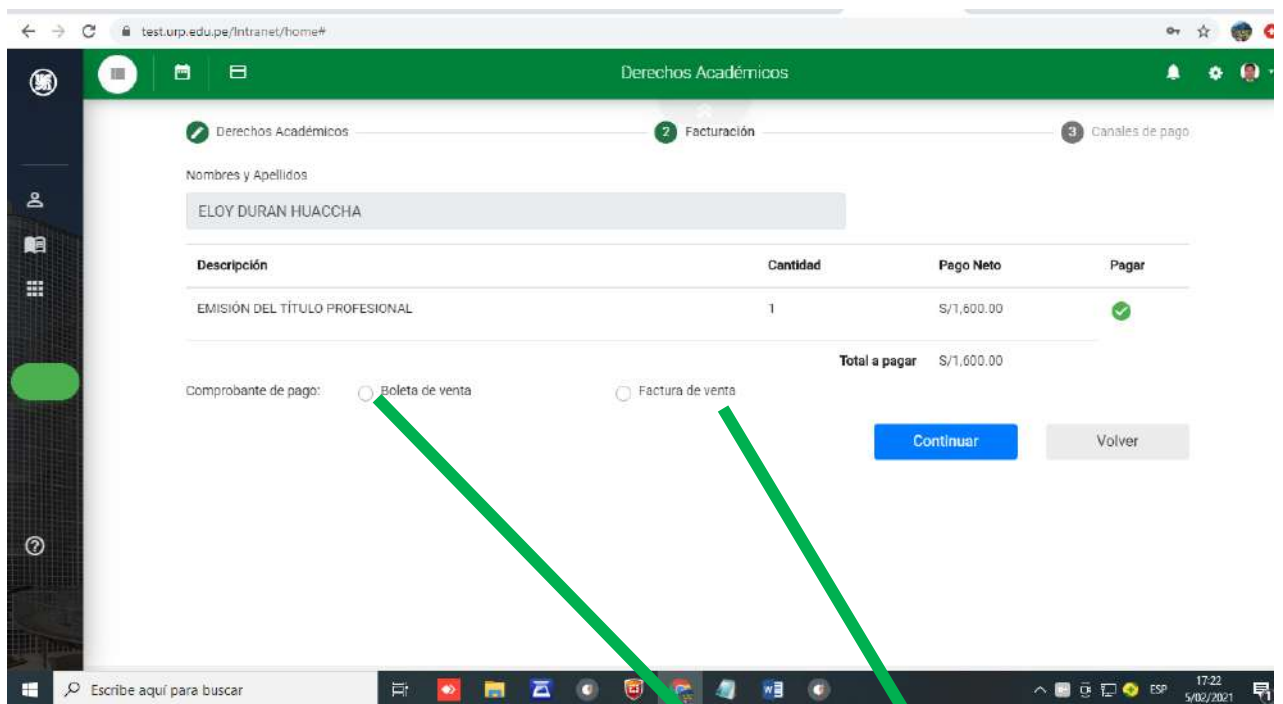 test.urp.edu.pe/Intranet/home#
Derechos Académicos
Derechos Académicos
2 Facturación
3 Canales de pago
Nombres y Apellidos
ELOY DURAN HUACCHA
Descripción Cantidad Pago Neto Pagar
EMISIÓN DEL TÍTULO PROFESIONAL 1 S/1,600.00
Total a pagar S/1,600.00
Comprobante de pago: Boleta de venta Factura de venta
Continuar Volver
Escribe aquí para buscar
ESP
17:22
5/02/2021